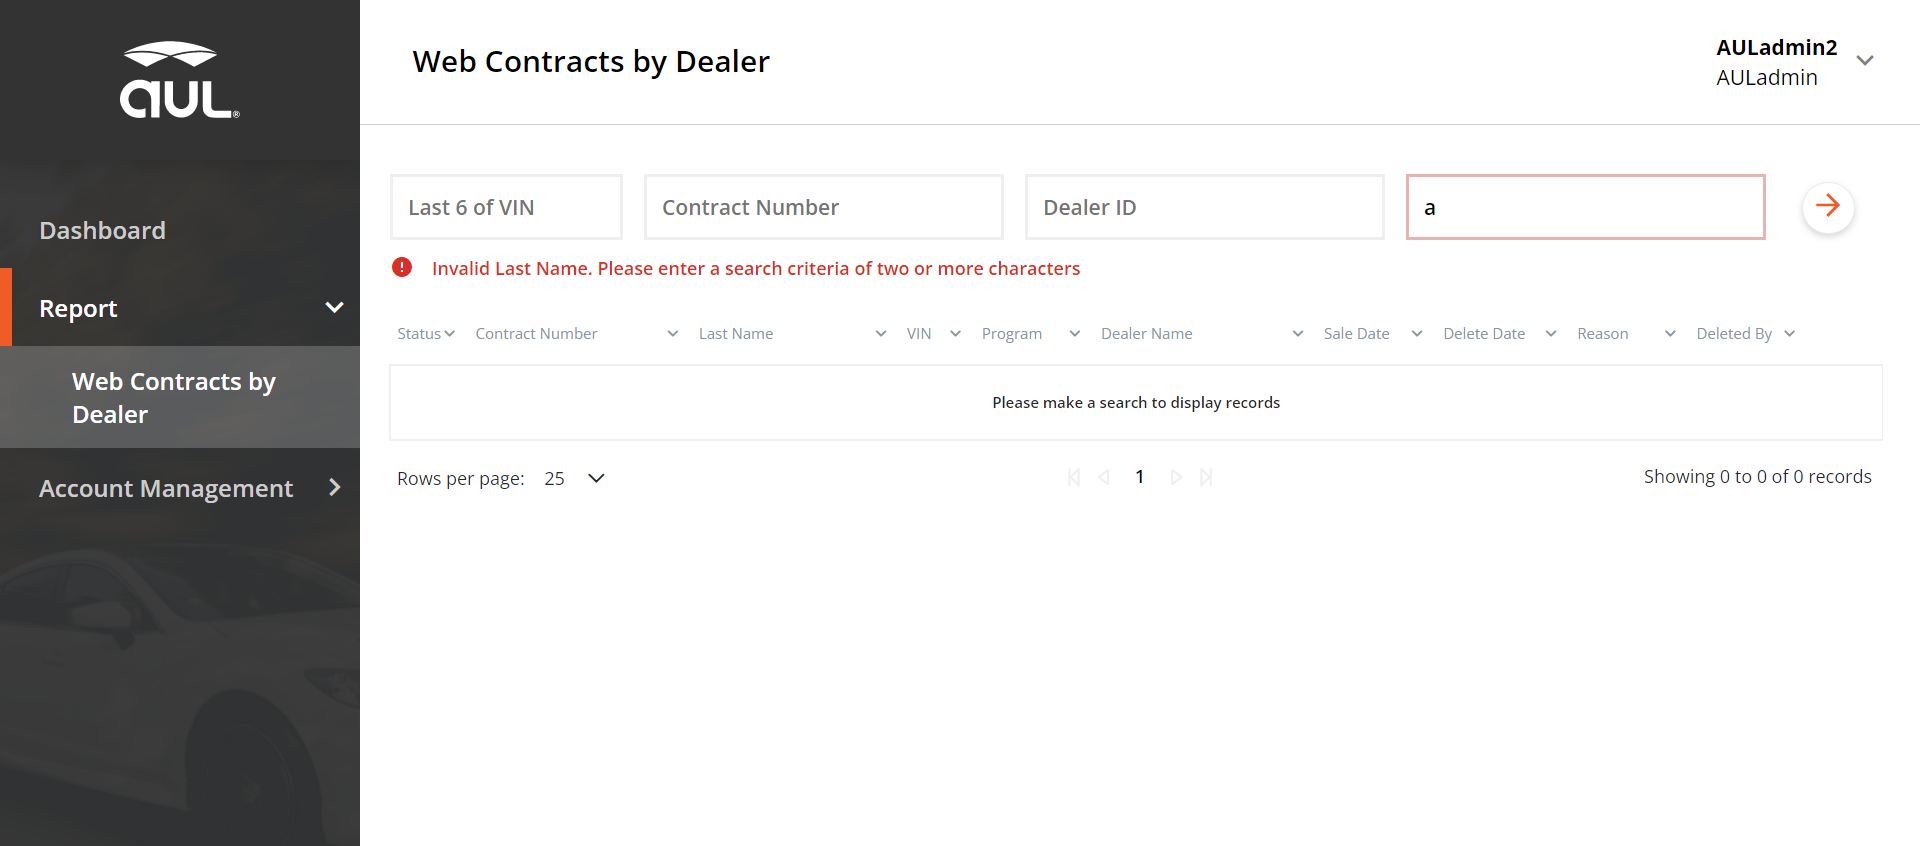 aUL®
Web Contracts by Dealer
AULadmin2
AULadmin
Dashboard
Report
Web Contracts by
Dealer
Account Management
Last 6 of VIN
Contract Number
Dealer ID
a
Invalid Last Name. Please enter a search criteria of two or more characters
Status Contract Number Last Name VIN Program Dealer Name Sale Date Delete Date Reason Deleted By
Please make a search to display records
Rows per page: 25
1
Showing 0 to 0 of 0 records